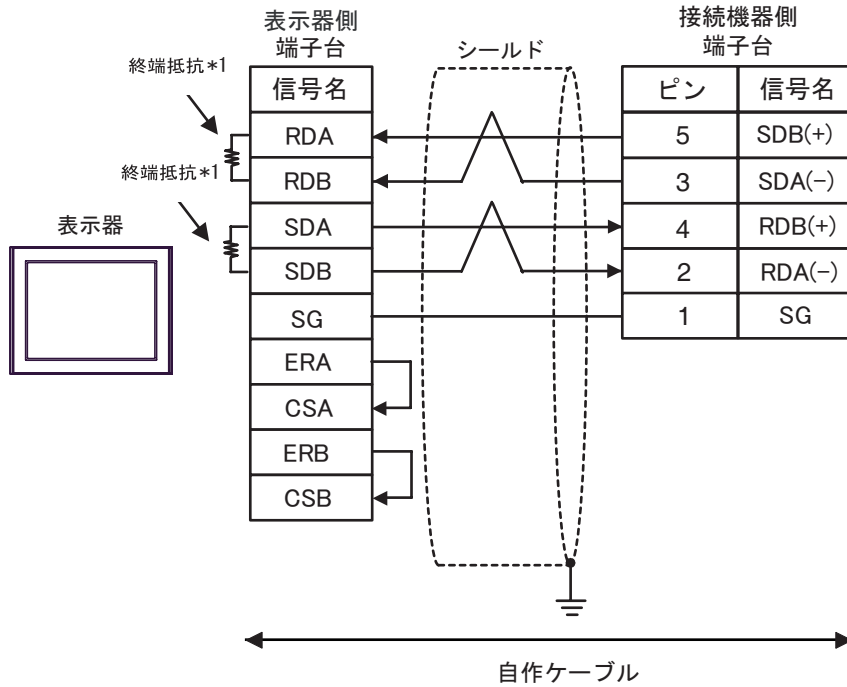 表示器側
端子台
接続機器側
端子台
シールド
終端抵抗*1
終端抵抗*1
表示器
信号名
RDA
RDB
SDA
SDB
SG
ERA
CSA
ERB
CSB
ピン 信号名
5 SDB(+)
3 SDA(-)
4 RDB(+)
2 RDA(-)
1 SG
自作ケーブル